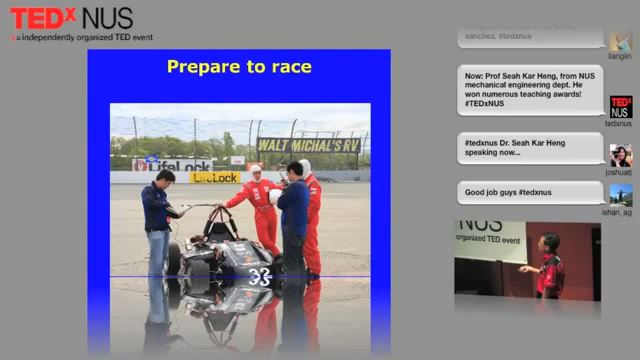 TEDx NUS
x = independently organized TED event
Prepare to race
WALT MICHAL'S RV
LifeLock
LifeLock
33
sanchez. #tedxnus
lianglin
Now: Prof Seah Kar Heng, from NUS
mechanical engineering dept. He
won numerous teaching awards!
#TEDxNUS
TED
NUS
tedxnus
#tedxnus Dr. Seah Kar Heng
speaking now...
joshuatj
Good job guys #tedxnus
ishan_ag
NUS
organized TED event